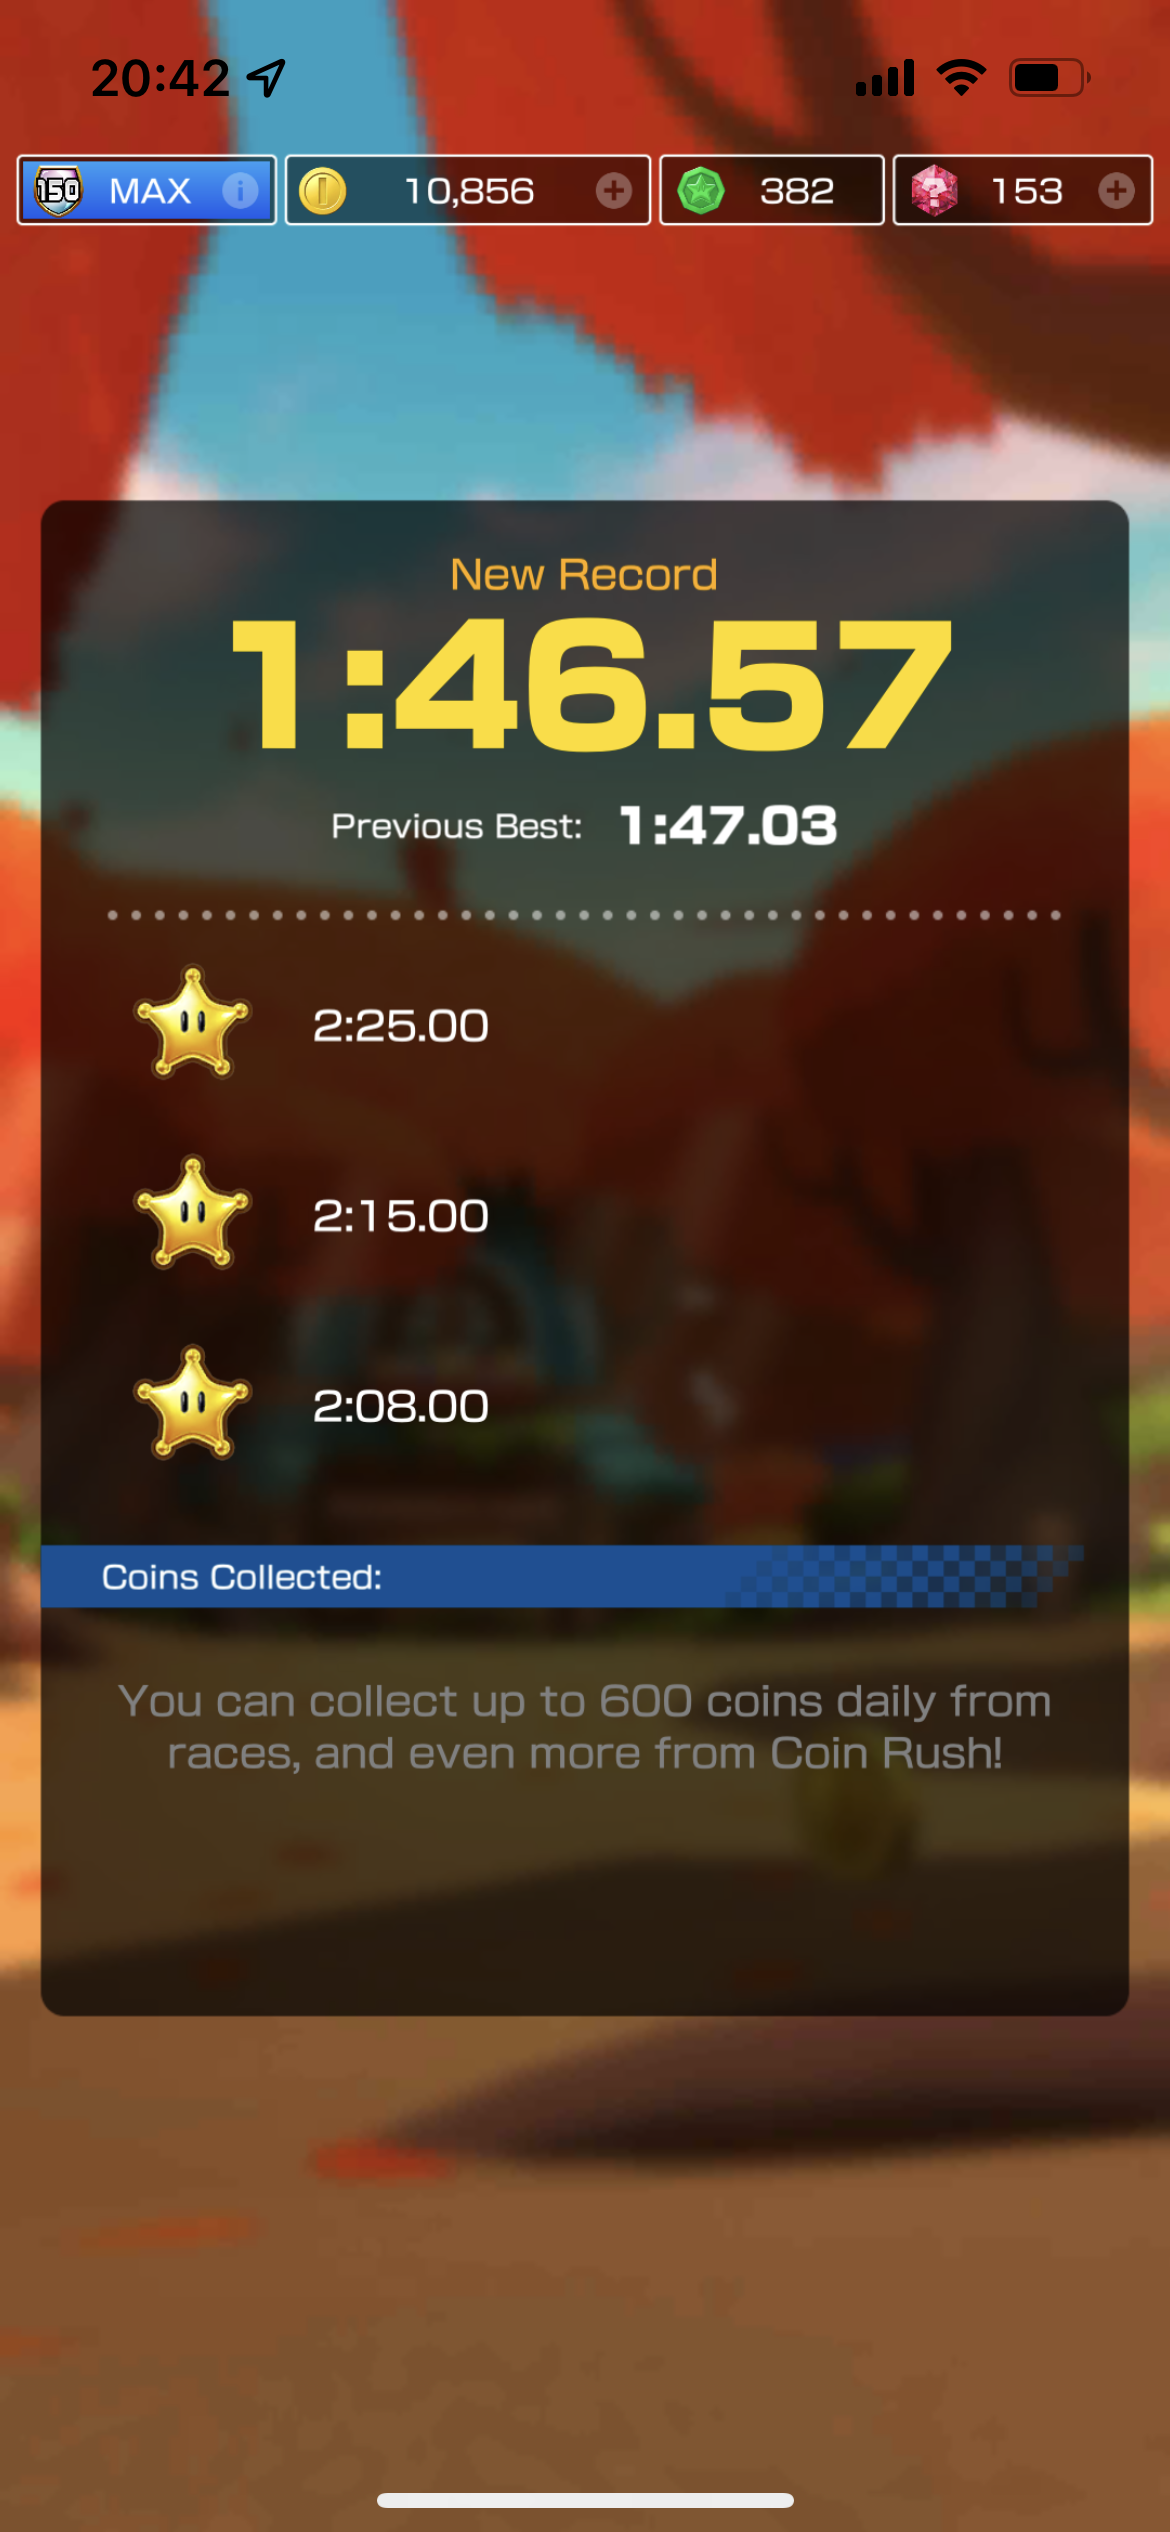 20:42
150 MAX i 10,856 + 382 ? 153 +
New Record
1:46.57
Previous Best: 1:47.03
2:25.00
2:15.00
2:08.00
Coins Collected:
You can collect up to 600 coins daily from
races, and even more from Coin Rush!